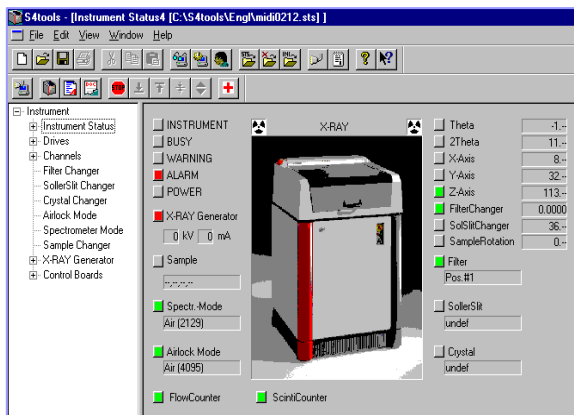 S4tools - [Instrument Status4 [C:\S4tools\Engl\midi0212.sts] ]
File Edit View Window Help
STOP
Instrument
Instrument Status
Drives
Channels
Filter Changer
SollerSlit Changer
Crystal Changer
Airlock Mode
Spectrometer Mode
Sample Changer
X-RAY Generator
Control Boards
INSTRUMENT
BUSY
WARNING
ALARM
POWER
X-RAY Generator
0 kV 0 mA
Sample
--,--,--,--
Spectr.-Mode
Air (2129)
Airlock Mode
Air (4095)
FlowCounter
ScintiCounter
X-RAY
Theta -1.--
2Theta 11.--
X-Axis 8.--
Y-Axis 32.--
Z-Axis 113.--
FilterChanger 0.0000
SolSlitChanger 36.--
SampleRotation 0.--
Filter
Pos.#1
SollerSlit
undef
Crystal
undef